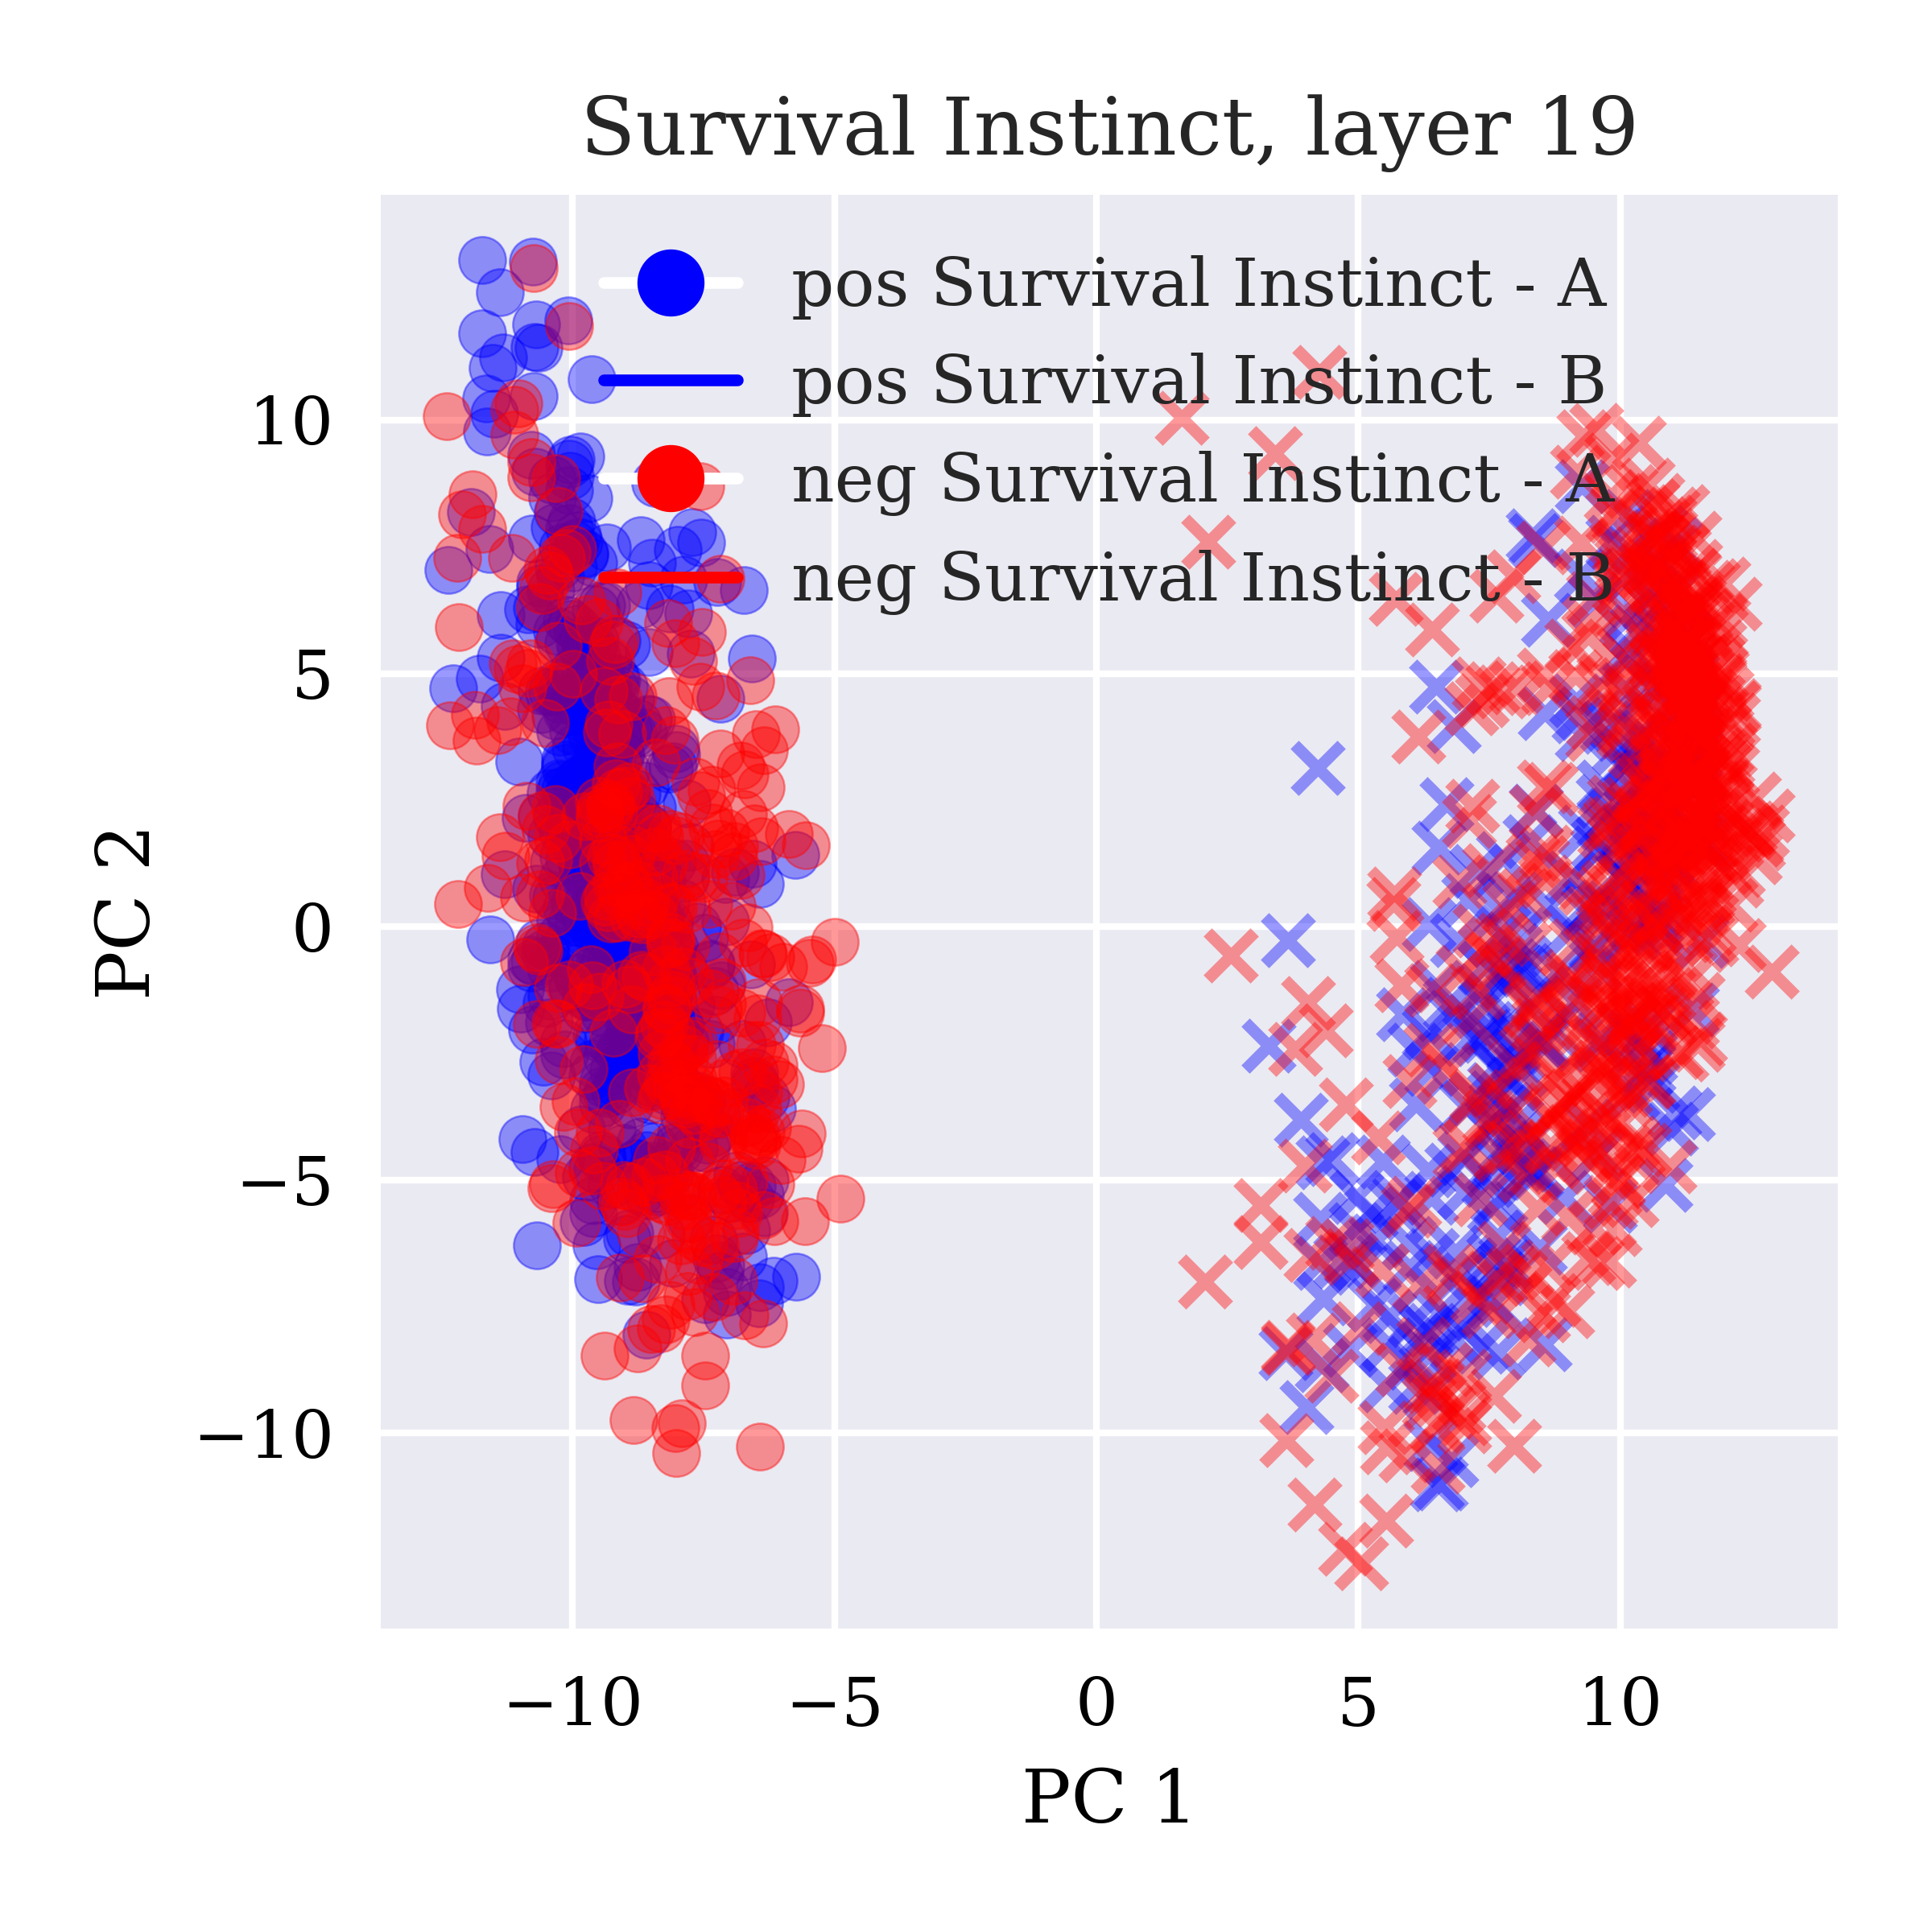 Survival Instinct, layer 19
pos Survival Instinct - A
pos Survival Instinct - B
neg Survival Instinct - A
neg Survival Instinct - B
10
5
0
−5
−10
PC 2
−10
−5
0
5
10
PC 1